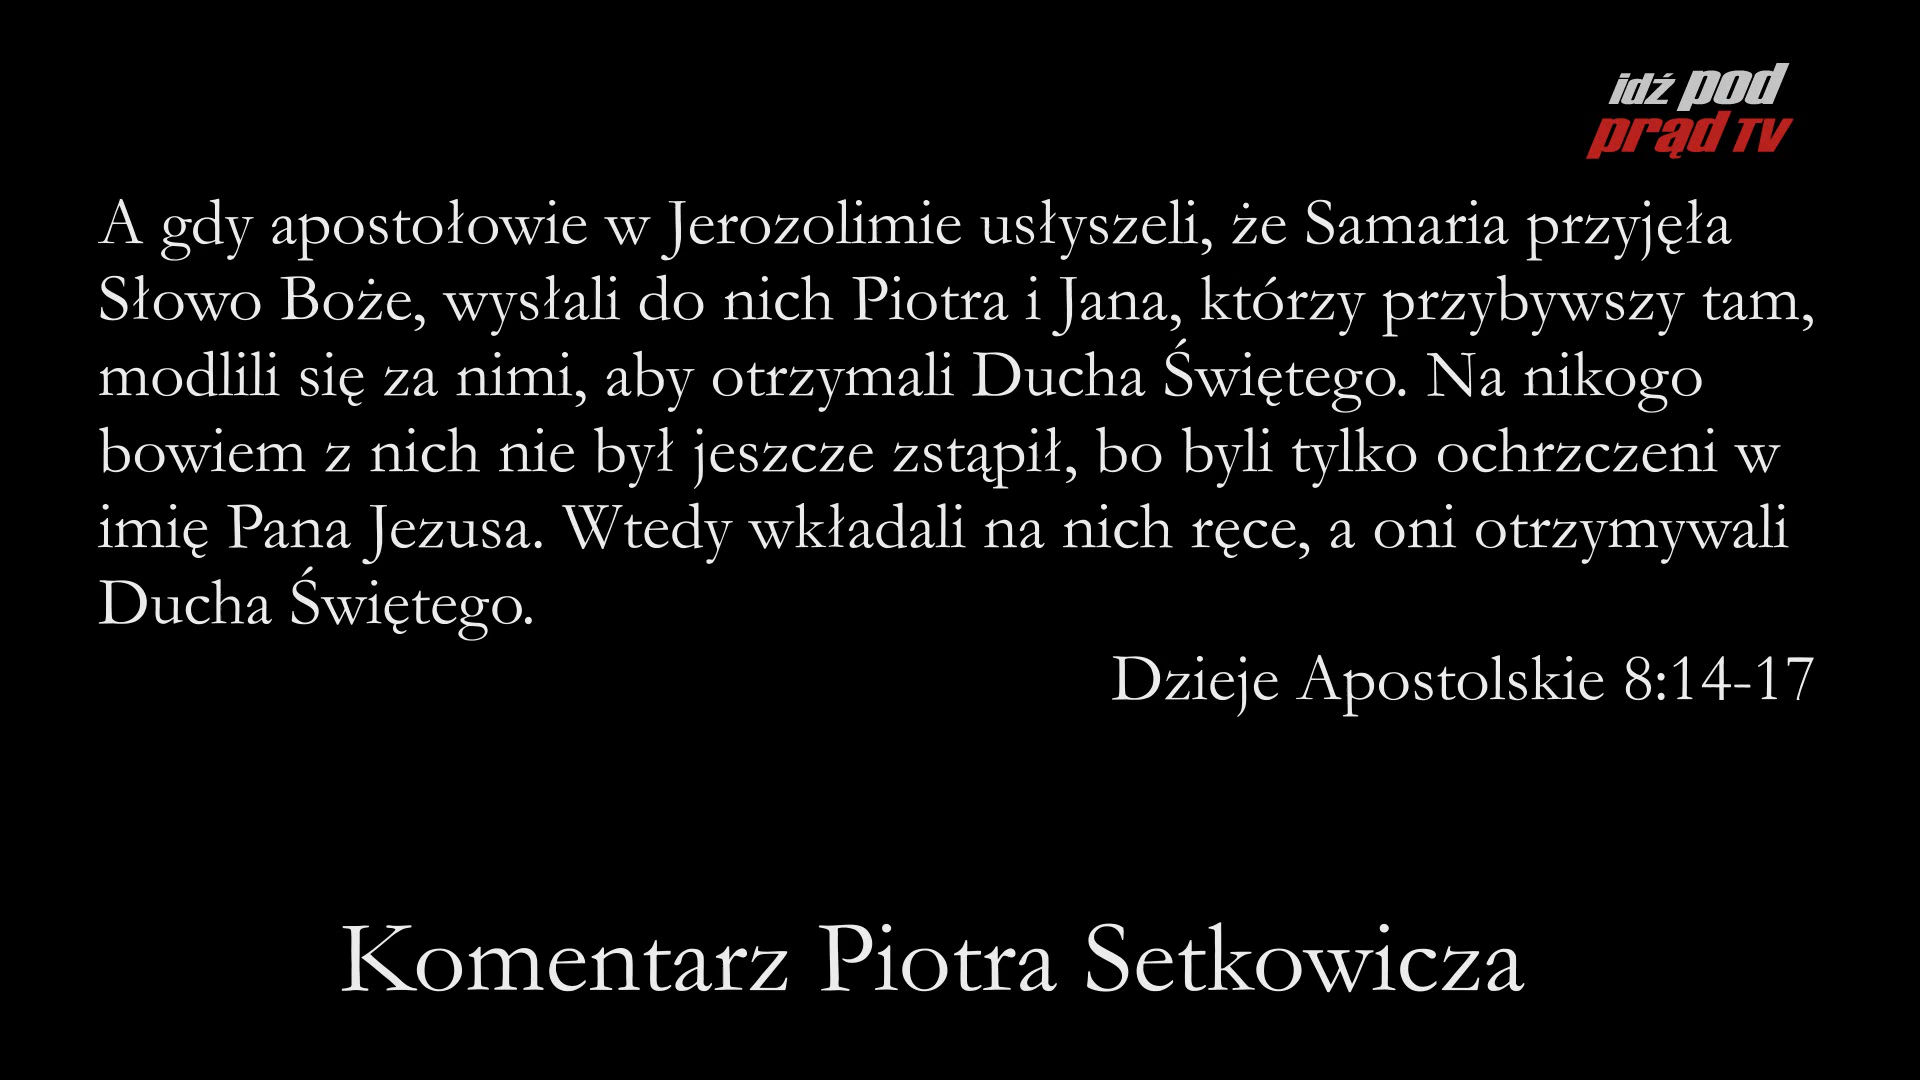 idź pod
prąd TV
A gdy apostołowie w Jerozolimie usłyszeli, że Samaria przyjęła
Słowo Boże, wysłali do nich Piotra i Jana, którzy przybywszy tam,
modlili się za nimi, aby otrzymali Ducha Świętego. Na nikogo
bowiem z nich nie był jeszcze zstąpił, bo byli tylko ochrzczeni w
imię Pana Jezusa. Wtedy wkładali na nich ręce, a oni otrzymywali
Ducha Świętego.
Dzieje Apostolskie 8:14-17
Komentarz Piotra Setkowicza